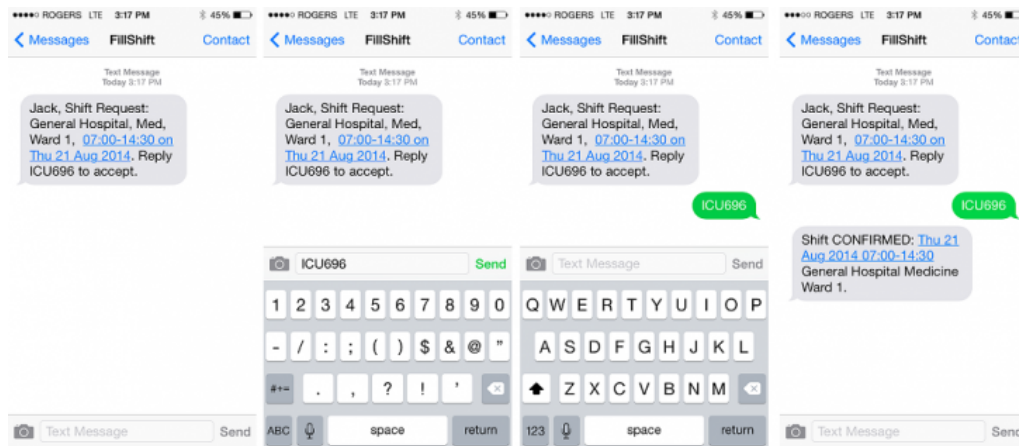 ROGERS LTE 3:17 PM 45%
Messages FillShift Contact
Text Message
Today 3:17 PM
Jack, Shift Request:
General Hospital, Med,
Ward 1, 07:00-14:30 on
Thu 21 Aug 2014. Reply
ICU696 to accept.
Text Message Send
ROGERS LTE 3:17 PM 45%
Messages FillShift Contact
Text Message
Today 3:17 PM
Jack, Shift Request:
General Hospital, Med,
Ward 1, 07:00-14:30 on
Thu 21 Aug 2014. Reply
ICU696 to accept.
ICU696 Send
1 2 3 4 5 6 7 8 9 0
- / : ; ( ) $ & @ "
#+= . , ? ! '
ABC space return
ROGERS LTE 3:17 PM 45%
Messages FillShift Contact
Text Message
Today 3:17 PM
Jack, Shift Request:
General Hospital, Med,
Ward 1, 07:00-14:30 on
Thu 21 Aug 2014. Reply
ICU696 to accept.
ICU696
Text Message Send
Q W E R T Y U I O P
A S D F G H J K L
Z X C V B N M
123 space return
ROGERS LTE 3:17 PM 45%
Messages FillShift Contact
Text Message
Today 3:17 PM
Jack, Shift Request:
General Hospital, Med,
Ward 1, 07:00-14:30 on
Thu 21 Aug 2014. Reply
ICU696 to accept.
ICU696
Shift CONFIRMED: Thu 21
Aug 2014 07:00-14:30
General Hospital Medicine
Ward 1.
Text Message Send